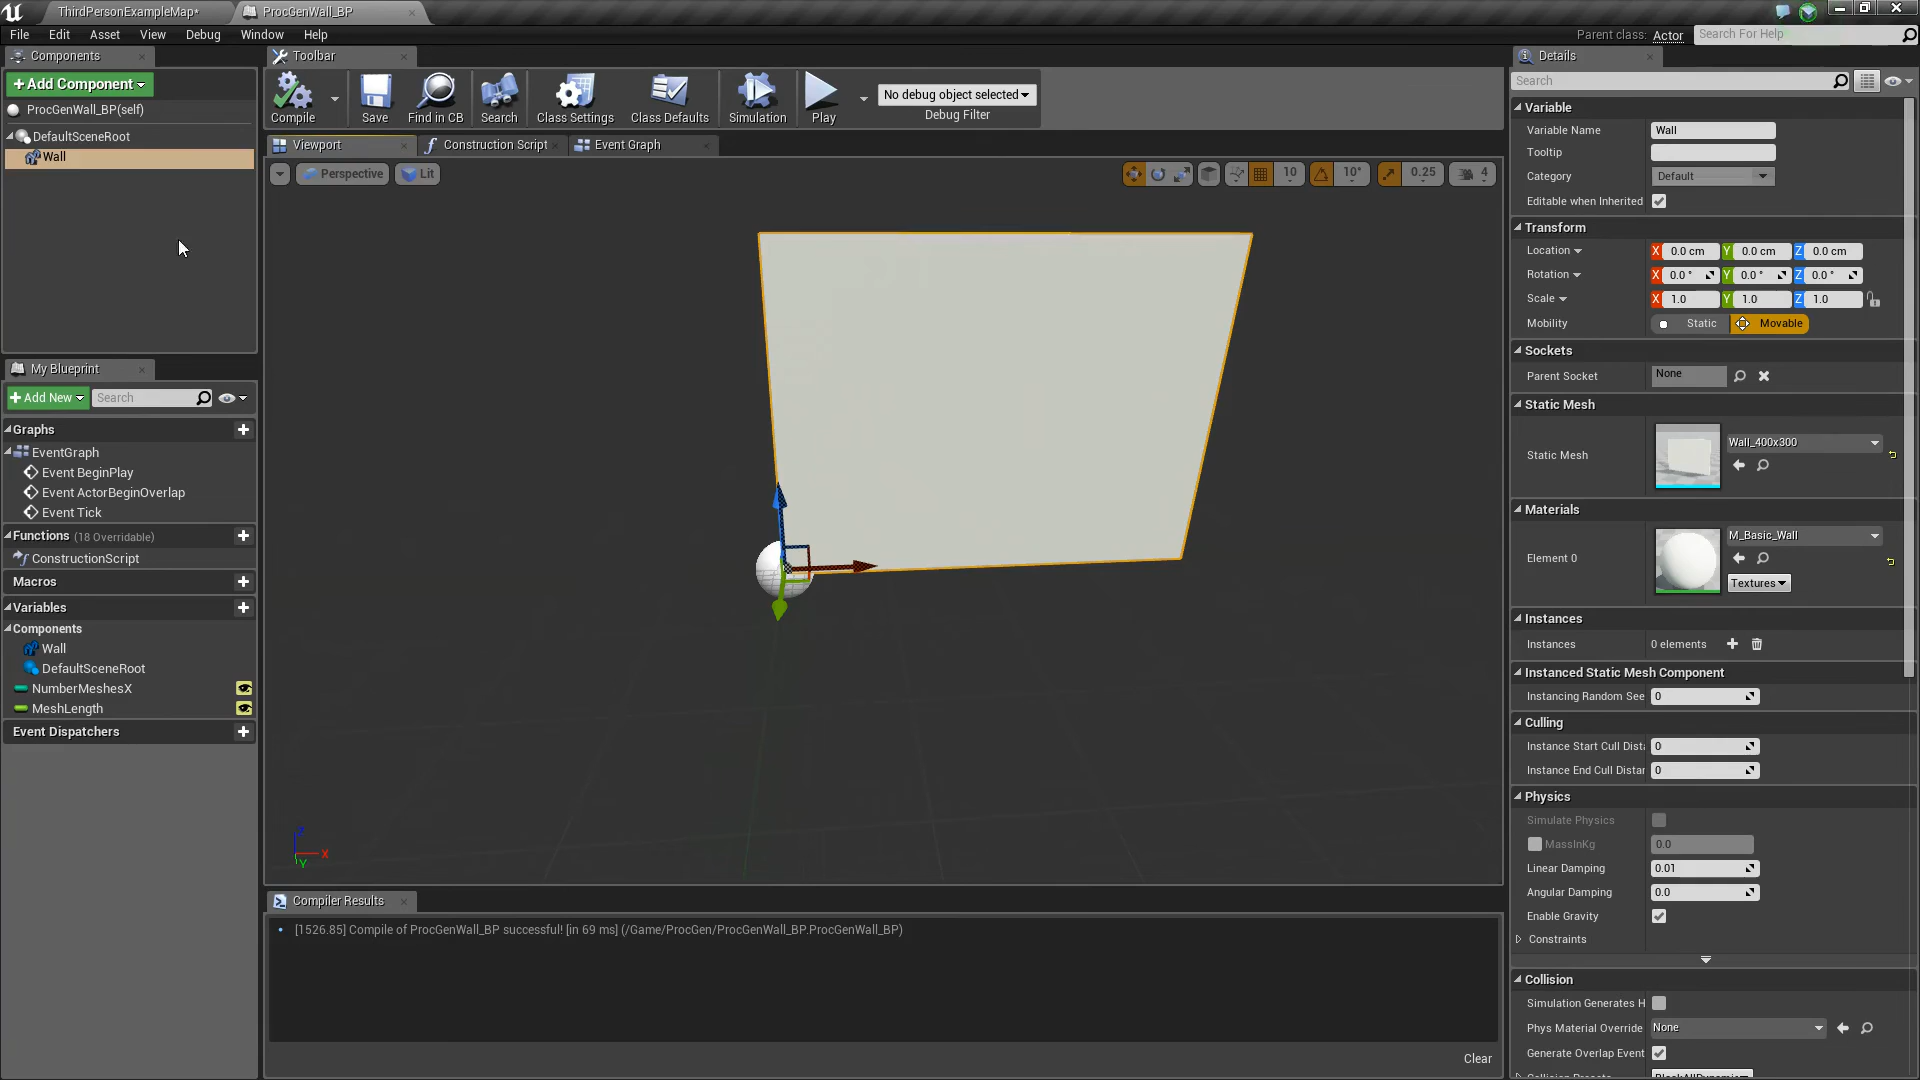 ThirdPersonExampleMap*
ProcGenWall_BP
File Edit Asset View Debug Window Help
Parent class: Actor
Search For Help
Components
+Add Component
ProcGenWall_BP(self)
DefaultSceneRoot
Wall
Toolbar
Compile
Save
Find in CB
Search
Class Settings
Class Defaults
Simulation
Play
No debug object selected
Debug Filter
Viewport
Construction Script
Event Graph
Perspective
Lit
10
10°
0.25
4
Z
X
Y
My Blueprint
+Add New
Search
Graphs
EventGraph
Event BeginPlay
Event ActorBeginOverlap
Event Tick
Functions (18 Overridable)
ConstructionScript
Macros
Variables
Components
Wall
DefaultSceneRoot
NumberMeshesX
MeshLength
Event Dispatchers
Compiler Results
[1526.85] Compile of ProcGenWall_BP successful! [in 69 ms] (/Game/ProcGen/ProcGenWall_BP.ProcGenWall_BP)
Clear
Details
Search
Variable
Variable Name Wall
Tooltip
Category Default
Editable when Inherited
Transform
Location X 0.0 cm Y 0.0 cm Z 0.0 cm
Rotation X 0.0 ° Y 0.0 ° Z 0.0 °
Scale X 1.0 Y 1.0 Z 1.0
Mobility Static Movable
Sockets
Parent Socket None
Static Mesh
Static Mesh Wall_400x300
Materials
Element 0 M_Basic_Wall
Textures
Instances
Instances 0 elements
Instanced Static Mesh Component
Instancing Random See 0
Culling
Instance Start Cull Dista 0
Instance End Cull Distar 0
Physics
Simulate Physics
MassInKg 0.0
Linear Damping 0.01
Angular Damping 0.0
Enable Gravity
Constraints
Collision
Simulation Generates H
Phys Material Override None
Generate Overlap Event